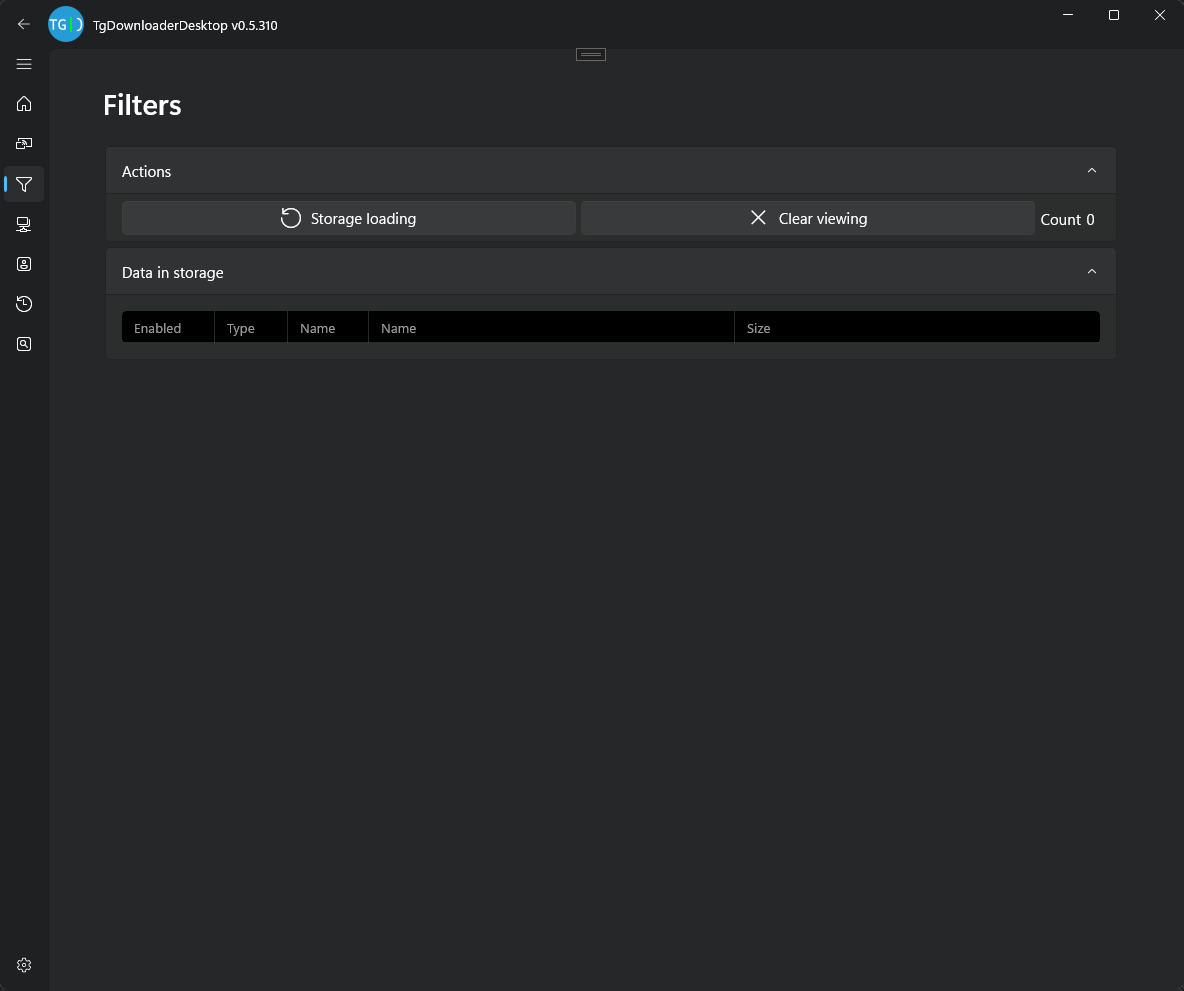 TG D
TgDownloaderDesktop v0.5.310
Filters
Actions
Storage loading
Clear viewing
Count 0
Data in storage
Enabled Type Name Name Size